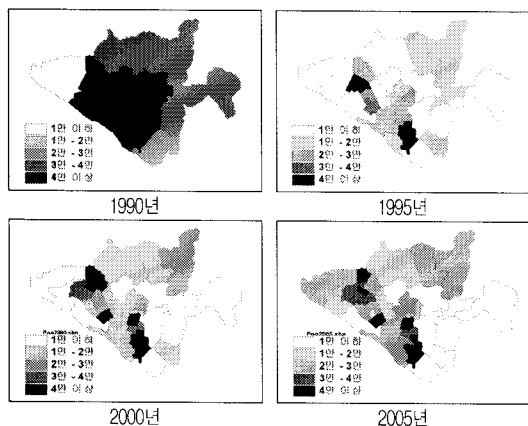 1만 이하
1만 - 2만
2만 - 3만
3만 - 4만
4만 이상
1990년
1만 이하
1만 - 2만
2만 - 3만
3만 - 4만
4만 이상
1995년
Pop2000.shp
1만 이하
1만 - 2만
2만 - 3만
3만 - 4만
4만 이상
2000년
Pop2005.shp
1만 이하
1만 - 2만
2만 - 3만
3만 - 4만
4만 이상
2005년